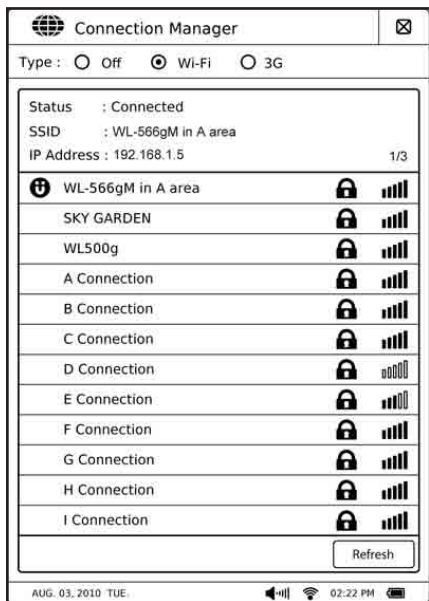 Connection Manager
Type : Off Wi-Fi 3G
Status : Connected
SSID : WL-566gM in A area
IP Address : 192.168.1.5 1/3
WL-566gM in A area
SKY GARDEN
WL500g
A Connection
B Connection
C Connection
D Connection
E Connection
F Connection
G Connection
H Connection
I Connection
Refresh
AUG. 03, 2010 TUE. 02:22 PM